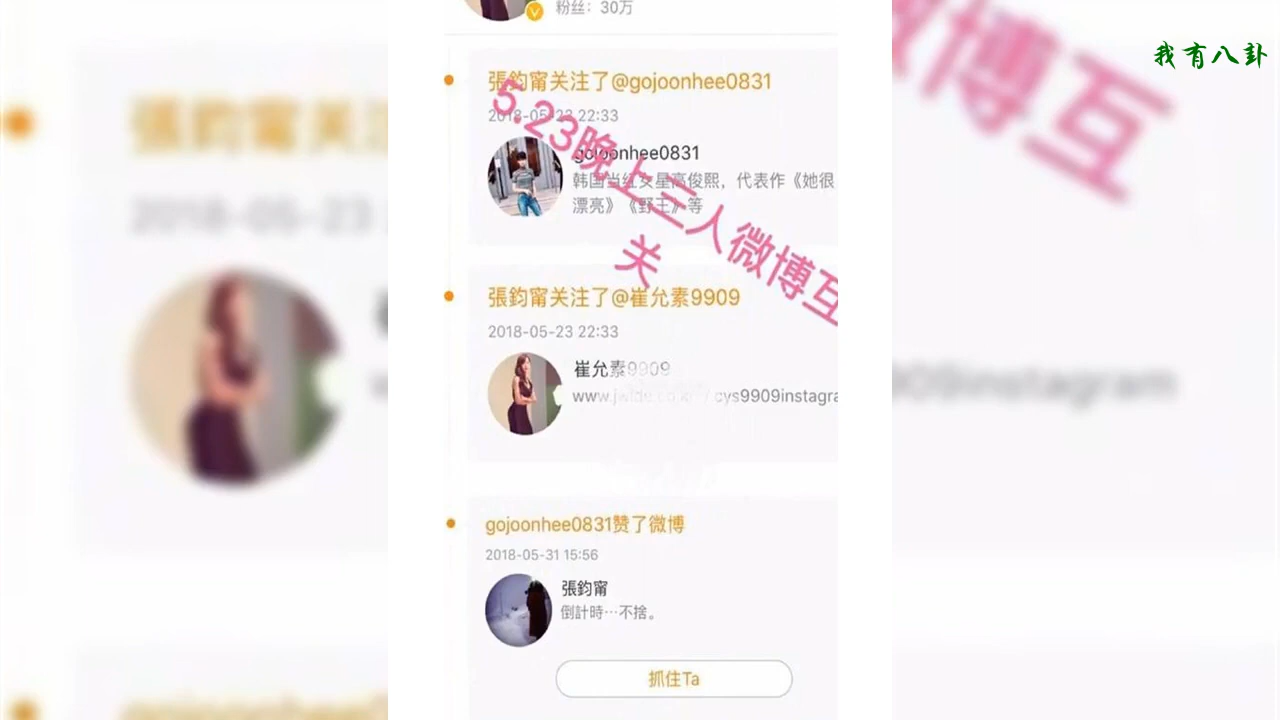 我有八卦
粉丝：30万
張鈞甯关注了@gojoonhee0831
2018-05-23 22:33
gojoonhee0831
韩国当红女星高俊熙，代表作《她很
漂亮》《野王》等
5.23晚上三人微博互
关
張鈞甯关注了@崔允素9909
2018-05-23 22:33
崔允素9909
cys9909instagra
gojoonhee0831赞了微博
2018-05-31 15:56
張鈞甯
倒計時…不捨。
抓住Ta